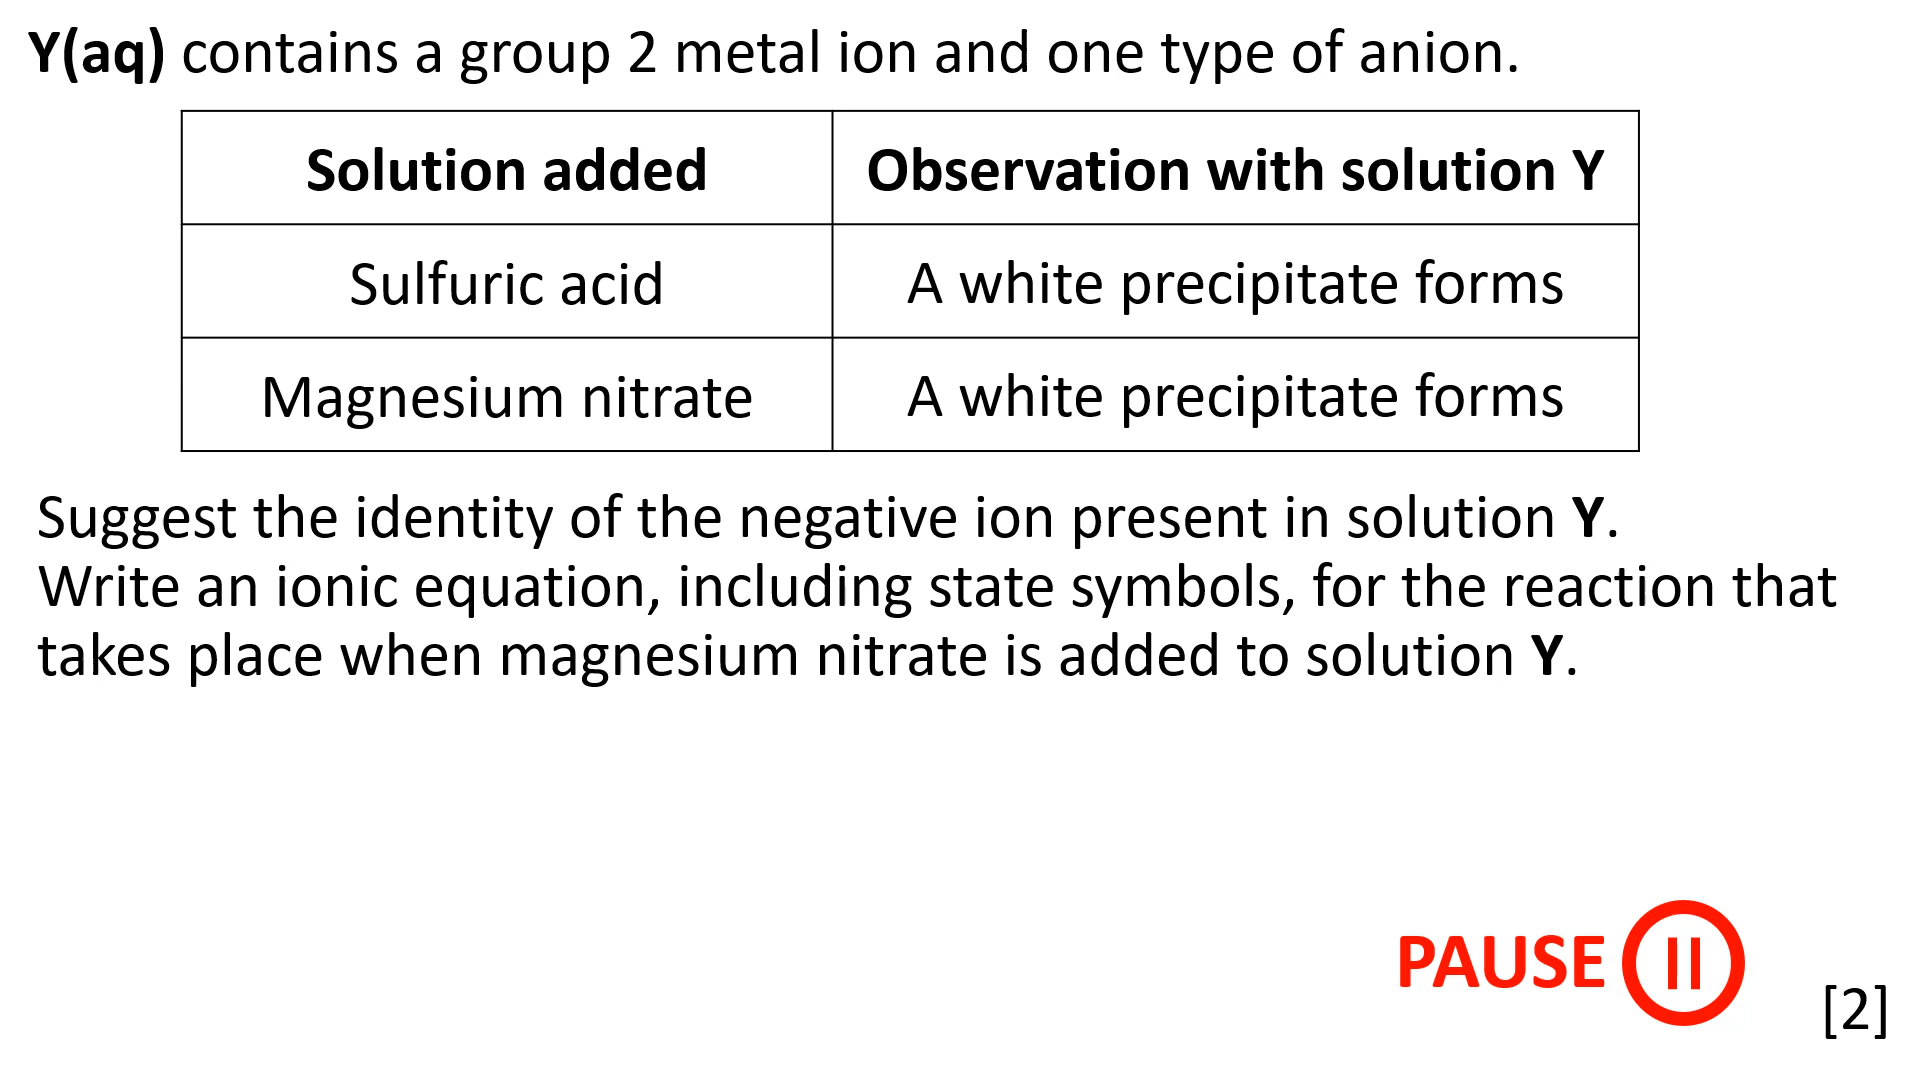 Y(aq) contains a group 2 metal ion and one type of anion.
Solution added
Observation with solution Y
Sulfuric acid
A white precipitate forms
Magnesium nitrate
A white precipitate forms
Suggest the identity of the negative ion present in solution Y.
Write an ionic equation, including state symbols, for the reaction that
takes place when magnesium nitrate is added to solution Y.
PAUSE
[2]